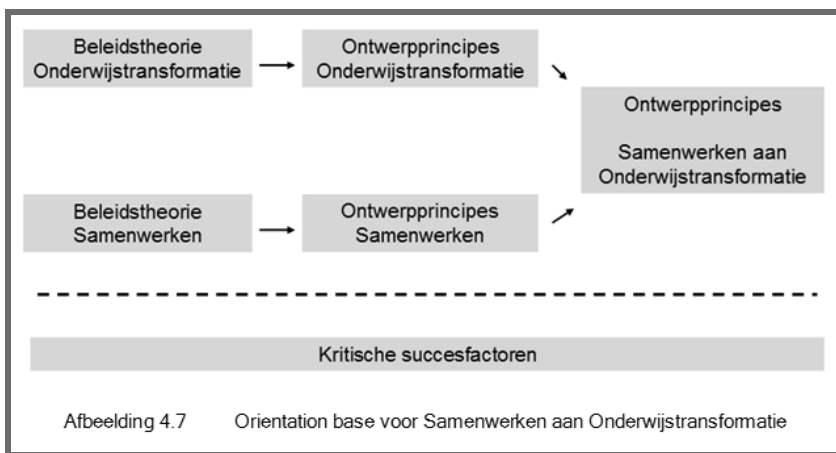 Beleidstheorie
Onderwijstransformatie
Ontwerpprincipes
Onderwijstransformatie
Ontwerpprincipes
Samenwerken aan
Onderwijstransformatie
Beleidstheorie
Samenwerken
Ontwerpprincipes
Samenwerken
Kritische succesfactoren
Afbeelding 4.7 Orientation base voor Samenwerken aan Onderwijstransformatie